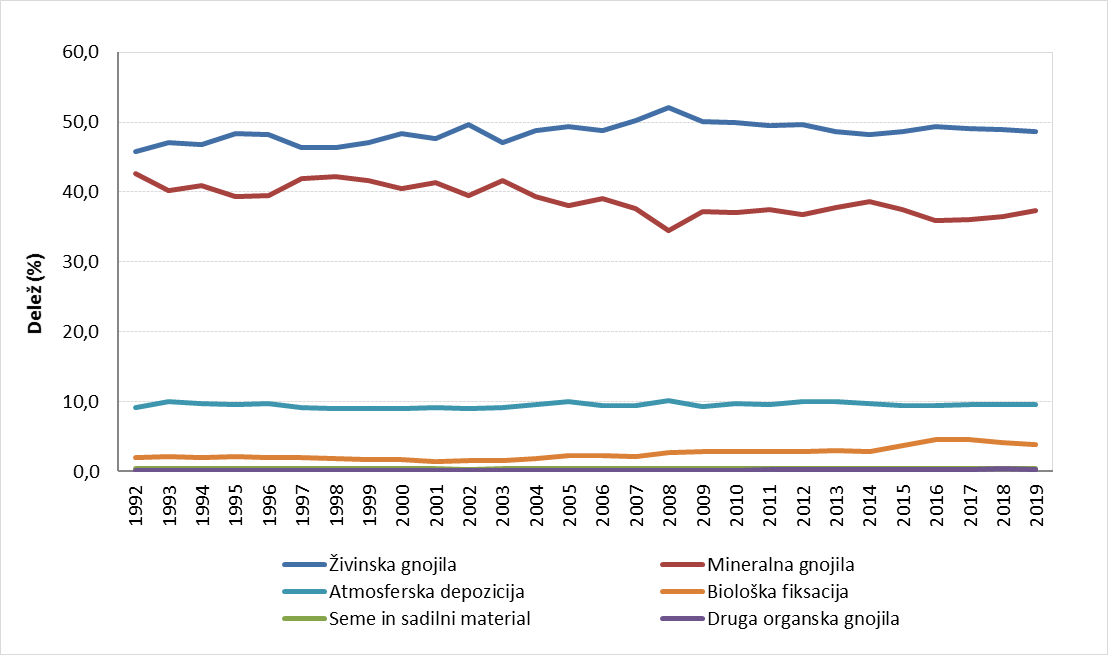 60,0
50,0
40,0
30,0
20,0
10,0
0,0
Delež (%)
1992 1993 1994 1995 1996 1997 1998 1999 2000 2001 2002 2003 2004 2005 2006 2007 2008 2009 2010 2011 2012 2013 2014 2015 2016 2017 2018 2019
Živinska gnojila Mineralna gnojila
Atmosferska depozicija Biološka fiksacija
Seme in sadilni material Druga organska gnojila